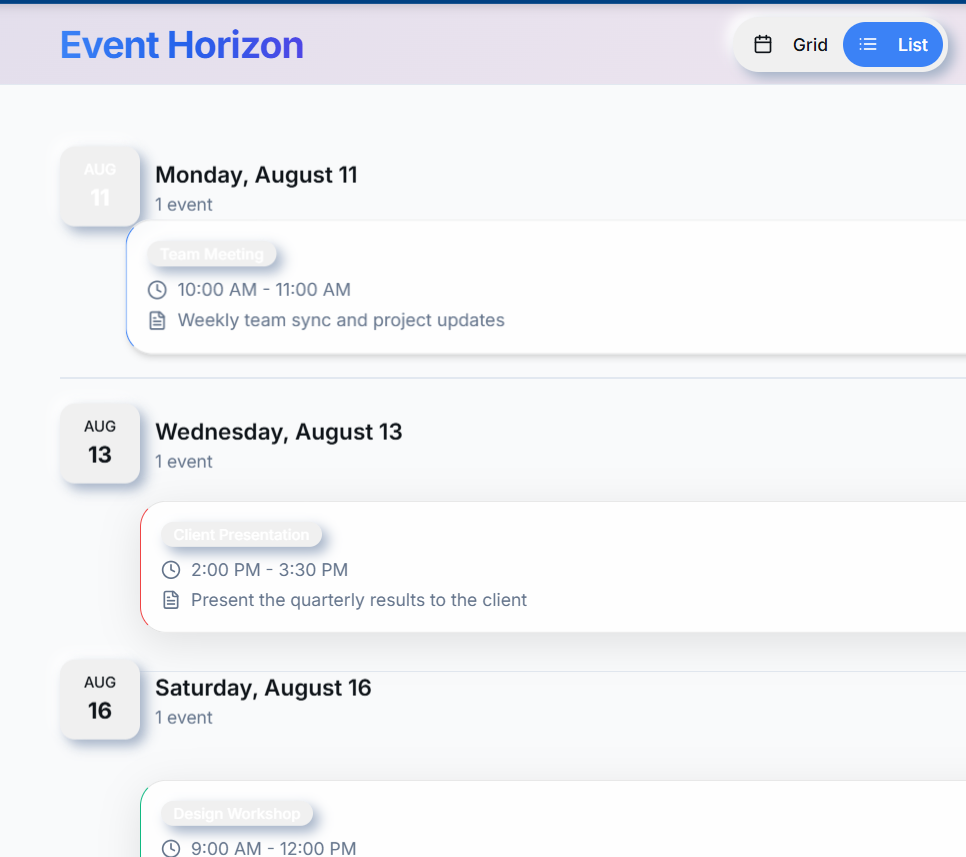 Event Horizon
Grid
List
AUG
11
Monday, August 11
1 event
Team Meeting
10:00 AM - 11:00 AM
Weekly team sync and project updates
AUG
13
Wednesday, August 13
1 event
Client Presentation
2:00 PM - 3:30 PM
Present the quarterly results to the client
AUG
16
Saturday, August 16
1 event
Design Workshop
9:00 AM - 12:00 PM